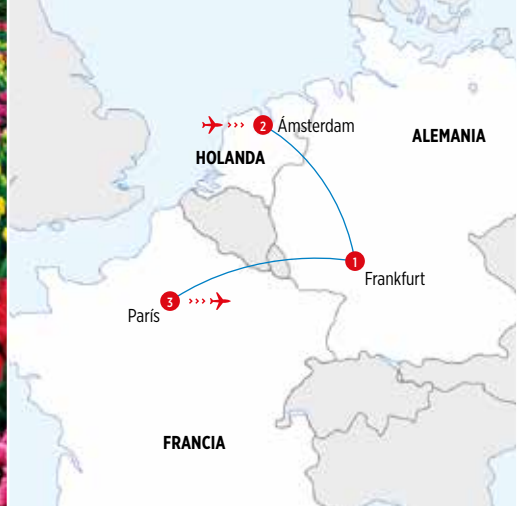 2 Ámsterdam
ALEMANIA
HOLANDA
1
Frankfurt
3
París
FRANCIA